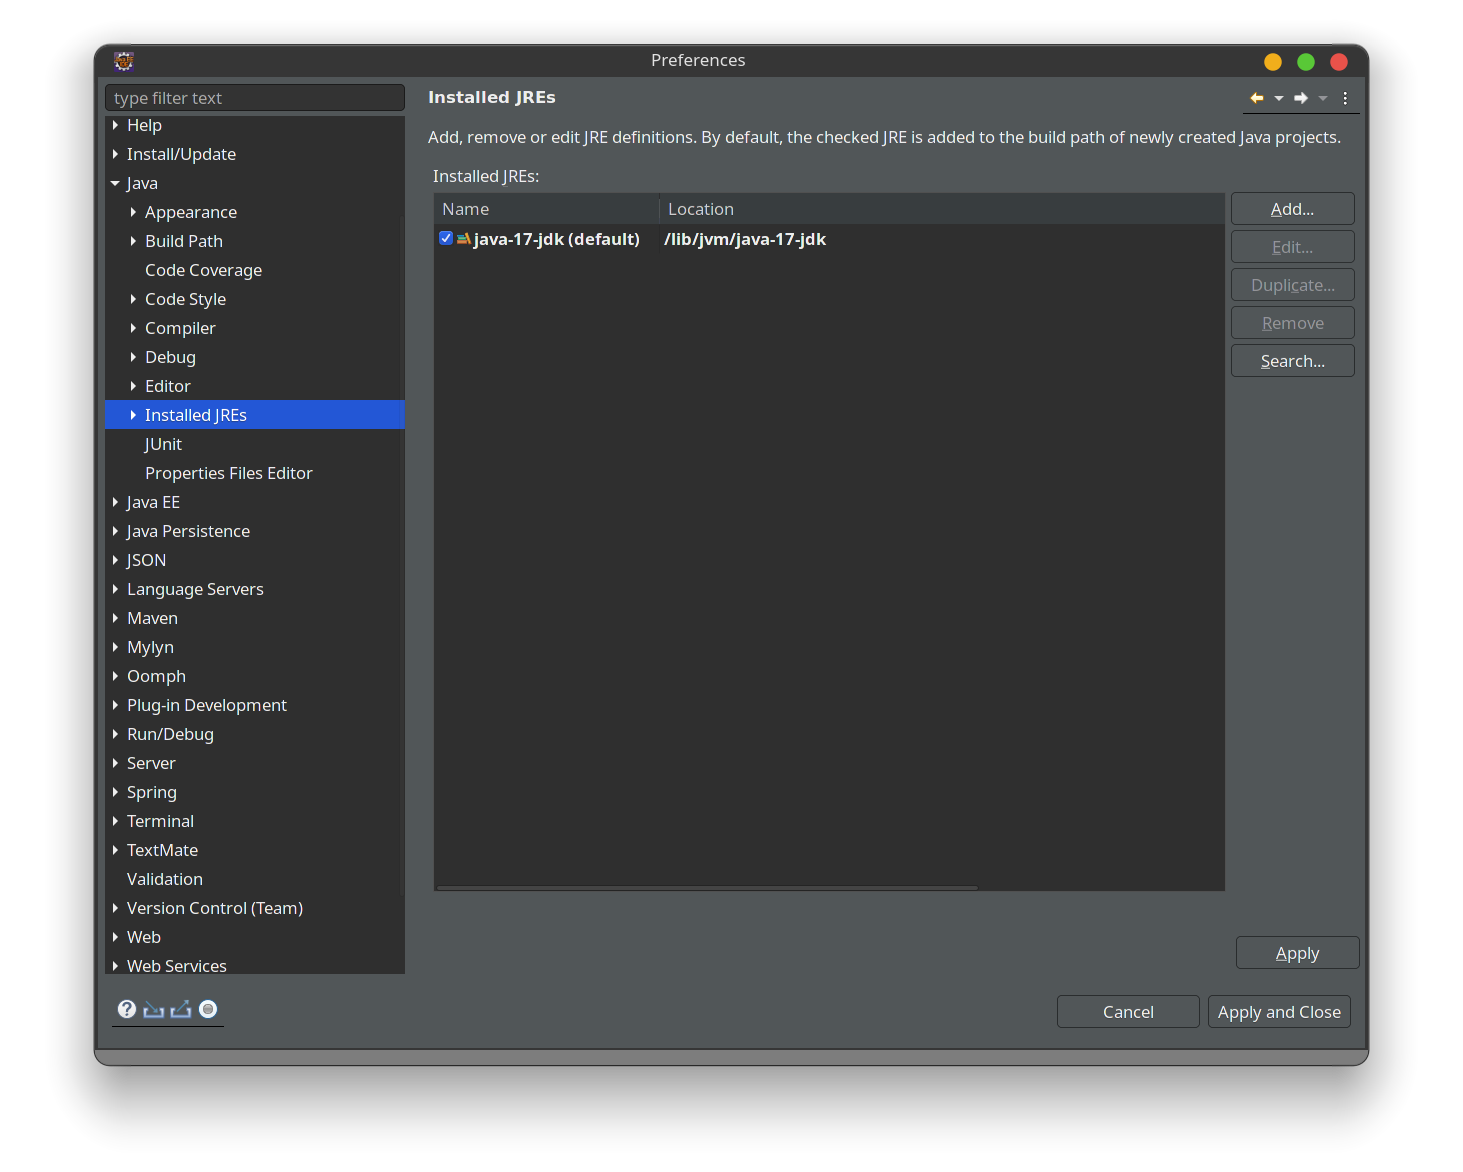 Preferences
type filter text
Help
Install/Update
Java
Appearance
Build Path
Code Coverage
Code Style
Compiler
Debug
Editor
Installed JREs
JUnit
Properties Files Editor
Java EE
Java Persistence
JSON
Language Servers
Maven
Mylyn
Oomph
Plug-in Development
Run/Debug
Server
Spring
Terminal
TextMate
Validation
Version Control (Team)
Web
Web Services
Installed JREs
Add, remove or edit JRE definitions. By default, the checked JRE is added to the build path of newly created Java projects.
Installed JREs:
Name Location
java-17-jdk (default) /lib/jvm/java-17-jdk
Add...
Edit...
Duplicate...
Remove
Search...
Apply
Cancel Apply and Close